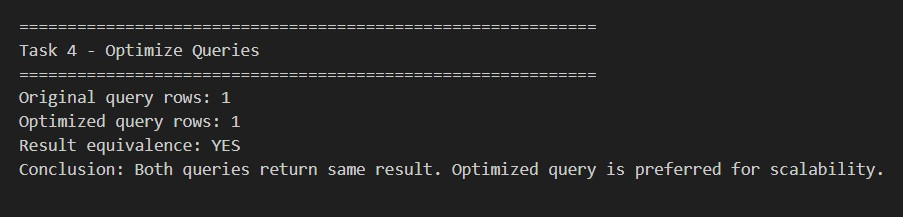 ============================================================
Task 4 - Optimize Queries
============================================================
Original query rows: 1
Optimized query rows: 1
Result equivalence: YES
Conclusion: Both queries return same result. Optimized query is preferred for scalability.